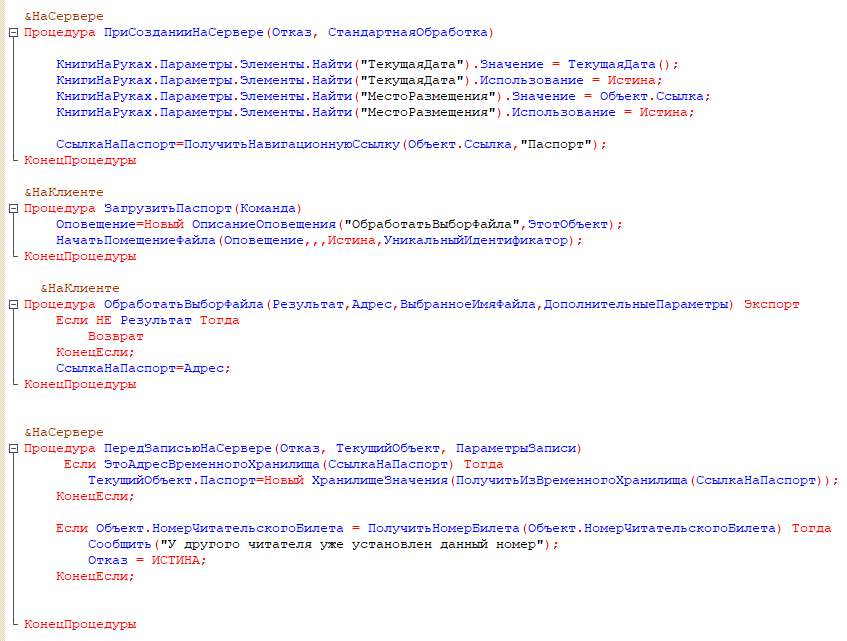 &НаСервере
Процедура ПриСозданииНаСервере(Отказ, СтандартнаяОбработка)
КнигиНаРуках.Параметры.Элементы.Найти("ТекущаяДата").Значение = ТекущаяДата();
КнигиНаРуках.Параметры.Элементы.Найти("ТекущаяДата").Использование = Истина;
КнигиНаРуках.Параметры.Элементы.Найти("МестоРазмещения").Значение = Объект.Ссылка;
КнигиНаРуках.Параметры.Элементы.Найти("МестоРазмещения").Использование = Истина;
СсылкаНаПаспорт=ПолучитьНавигационнуюСсылку(Объект.Ссылка,"Паспорт");
КонецПроцедуры
&НаКлиенте
Процедура ЗагрузитьПаспорт(Команда)
Оповещение=Новый ОписаниеОповещения("ОбработатьВыборФайла",ЭтотОбъект);
НачатьПомещениеФайла(Оповещение,,,Истина,УникальныйИдентификатор);
КонецПроцедуры
&НаКлиенте
Процедура ОбработатьВыборФайла(Результат,Адрес,ВыбранноеИмяФайла,ДополнительныеПараметры) Экспорт
Если НЕ Результат Тогда
Возврат
КонецЕсли;
СсылкаНаПаспорт=Адрес;
КонецПроцедуры
&НаСервере
Процедура ПередЗаписьюНаСервере(Отказ, ТекущийОбъект, ПараметрыЗаписи)
Если ЭтоАдресВременногоХранилища(СсылкаНаПаспорт) Тогда
ТекущийОбъект.Паспорт=Новый ХранилищеЗначения(ПолучитьИзВременногоХранилища(СсылкаНаПаспорт));
КонецЕсли;
Если Объект.НомерЧитательскогоБилета = ПолучитьНомерБилета(Объект.НомерЧитательскогоБилета) Тогда
Сообщить("У другого читателя уже установлен данный номер");
Отказ = ИСТИНА;
КонецЕсли;
КонецПроцедуры